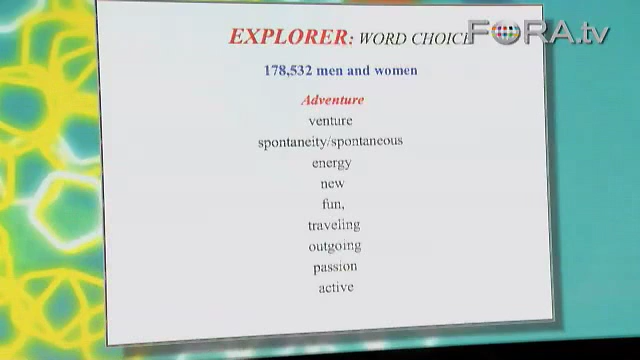 FORA.tv
EXPLORER: WORD CHOICE
178,532 men and women
Adventure
venture
spontaneity/spontaneous
energy
new
fun,
traveling
outgoing
passion
active